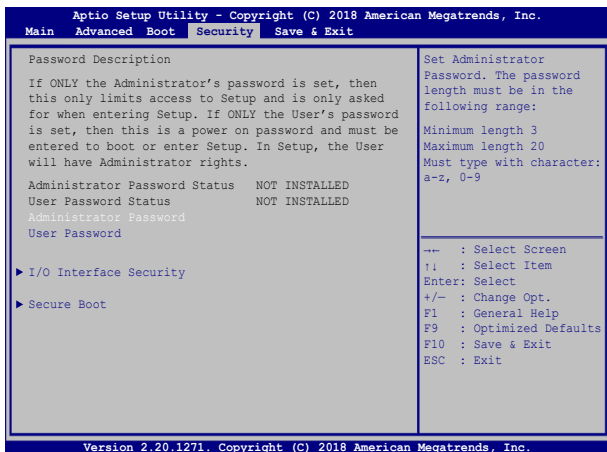 Aptio Setup Utility - Copyright (C) 2018 American Megatrends, Inc.
Main Advanced Boot Security Save & Exit
Password Description
If ONLY the Administrator's password is set, then
this only limits access to Setup and is only asked
for when entering Setup. If ONLY the User's password
is set, then this is a power on password and must be
entered to boot or enter Setup. In Setup, the User
will have Administrator rights.
Administrator Password Status NOT INSTALLED
User Password Status NOT INSTALLED
Administrator Password
User Password
▶ I/O Interface Security
▶ Secure Boot
Set Administrator
Password. The password
length must be in the
following range:
Minimum length 3
Maximum length 20
Must type with character:
a-z, 0-9
→← : Select Screen
↑↓ : Select Item
Enter: Select
+/— : Change Opt.
F1 : General Help
F9 : Optimized Defaults
F10 : Save & Exit
ESC : Exit
Version 2.20.1271. Copyright (C) 2018 American Megatrends, Inc.